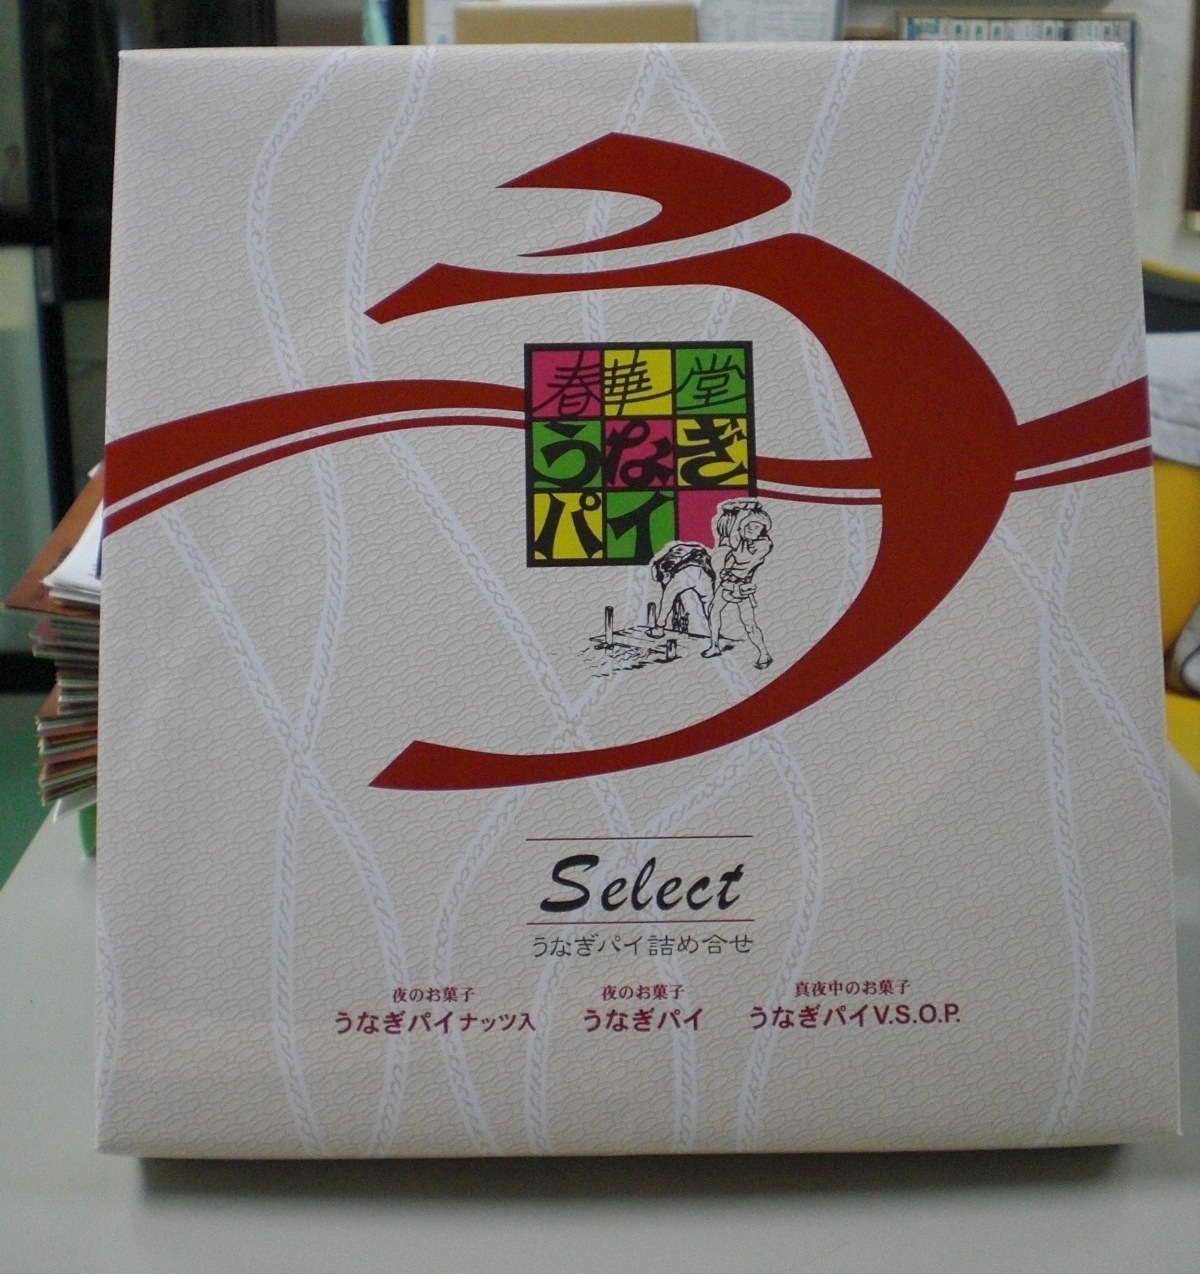 う
春華堂
うなぎ
パイ
Select
うなぎパイ詰め合せ
夜のお菓子
うなぎパイナッツ入
夜のお菓子
うなぎパイ
真夜中のお菓子
うなぎパイV.S.O.P.